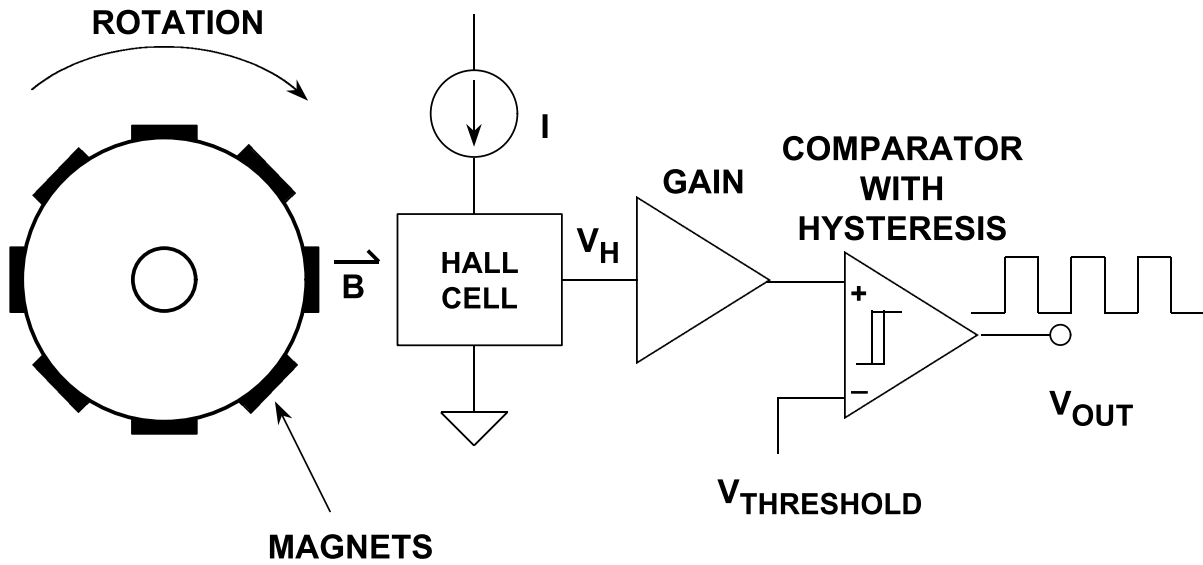 ROTATION
I
COMPARATOR
WITH
HYSTERESIS
GAIN
V_H
HALL
CELL
B
+
−
V_OUT
V_THRESHOLD
MAGNETS